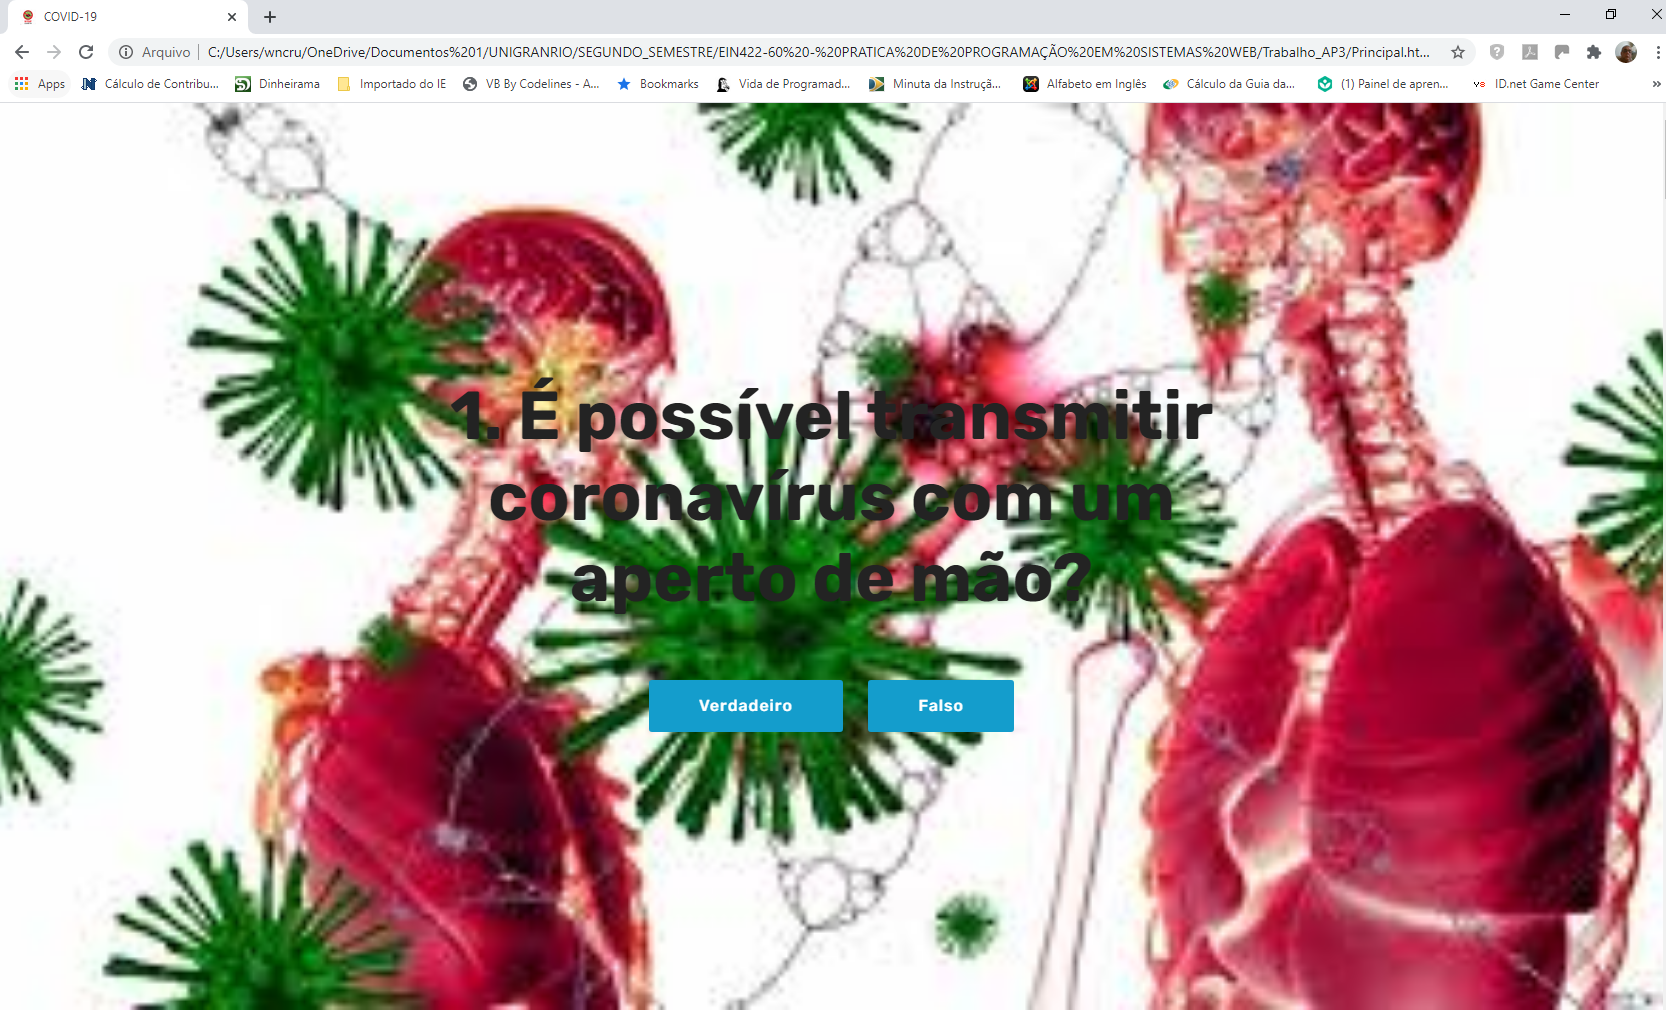 COVID-19
Arquivo C:/Users/wncru/OneDrive/Documentos%201/UNIGRANRIO/SEGUNDO_SEMESTRE/EIN422-60%20-%20PRATICA%20DE%20PROGRAMAÇÃO%20EM%20SISTEMAS%20WEB/Trabalho_AP3/Principal.ht...
Apps Cálculo de Contribu... Dinheirama Importado do IE VB By Codelines - A... Bookmarks Vida de Programad... Minuta da Instruçã... Alfabeto em Inglês Cálculo da Guia da... (1) Painel de apren... ID.net Game Center »
1. É possível transmitir
coronavírus com um
aperto de mão?
Verdadeiro Falso